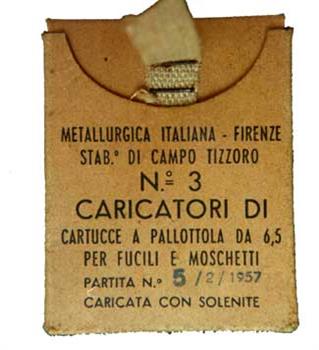 METALLURGICA ITALIANA - FIRENZE
STAB.° DI CAMPO TIZZORO
N.° 3
CARICATORI DI
CARTUCCE A PALLOTTOLA DA 6,5
PER FUCILI E MOSCHETTI
PARTITA N.° 5/2/1957
CARICATA CON SOLENITE